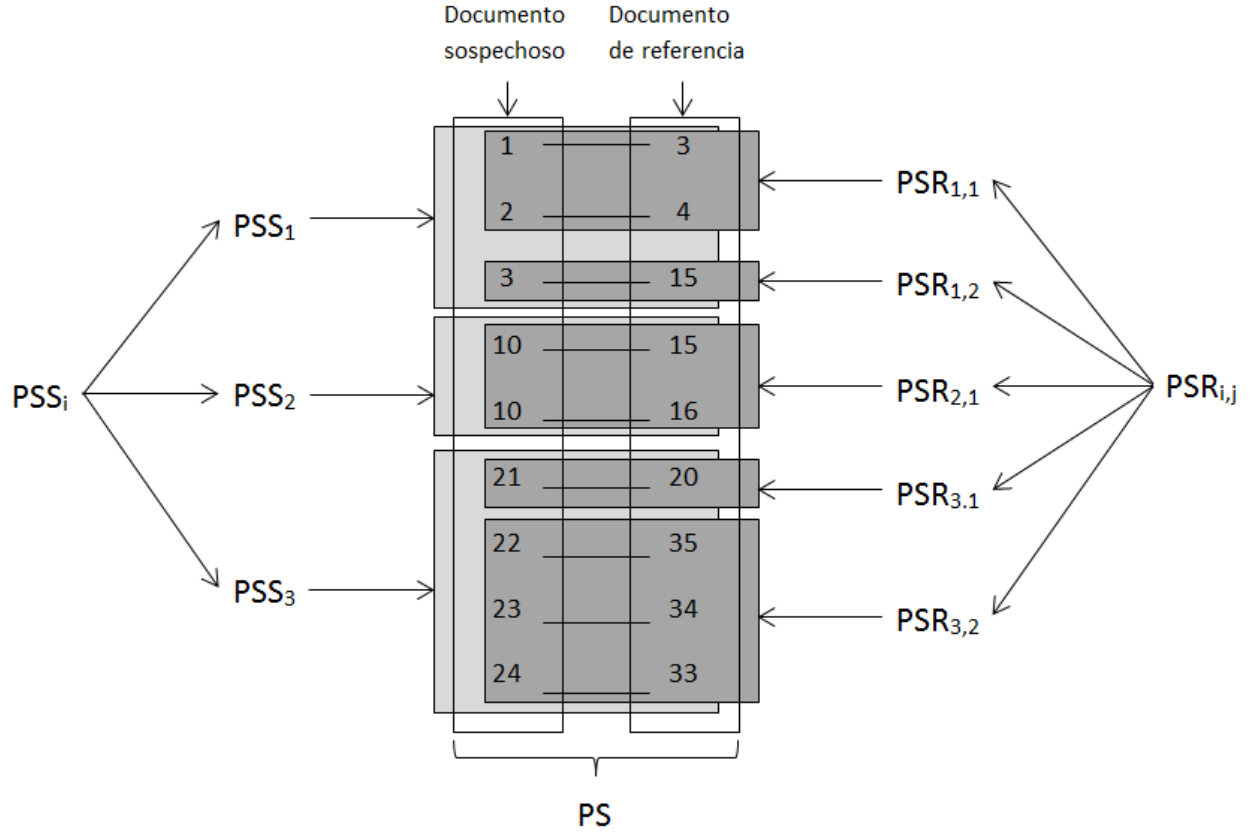 Documento sospechoso
Documento de referencia
1 3
PSR1,1
2 4
PSS1
3 15
PSR1,2
10 15
PSSi
PSS2
PSR2,1
PSRi,j
10 16
21 20
PSR3.1
22 35
PSS3
23 34
PSR3,2
24 33
PS